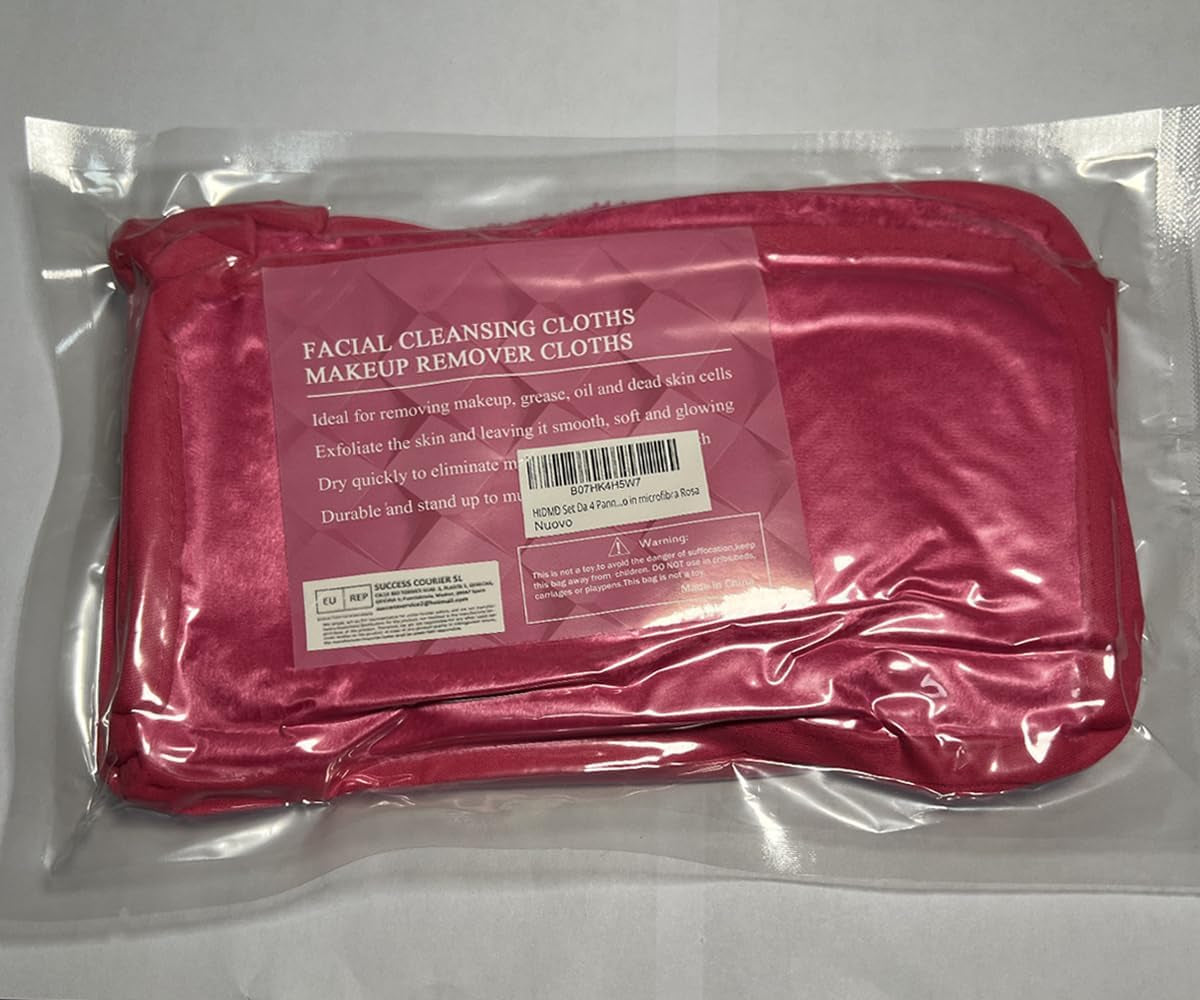 FACIAL CLEANSING CLOTHS
MAKEUP REMOVER CLOTHS
Ideal for removing makeup, grease, oil and dead skin cells
Exfoliate the skin and leaving it smooth, soft and glowing
Dry quickly to eliminate
Durable and stand up to
B07HK4H5W7
HIDMD Set Da 4 Pann...o in microfibra Rosa
Nuovo
Warning:
This is not a toy.to avoid the danger of suffocation,keep
this bag away from children. DO NOT use in cribs,beds,
carriages or playpens.This bag is not a toy.
Made in China
EU REP
SUCCESS COURIER SL